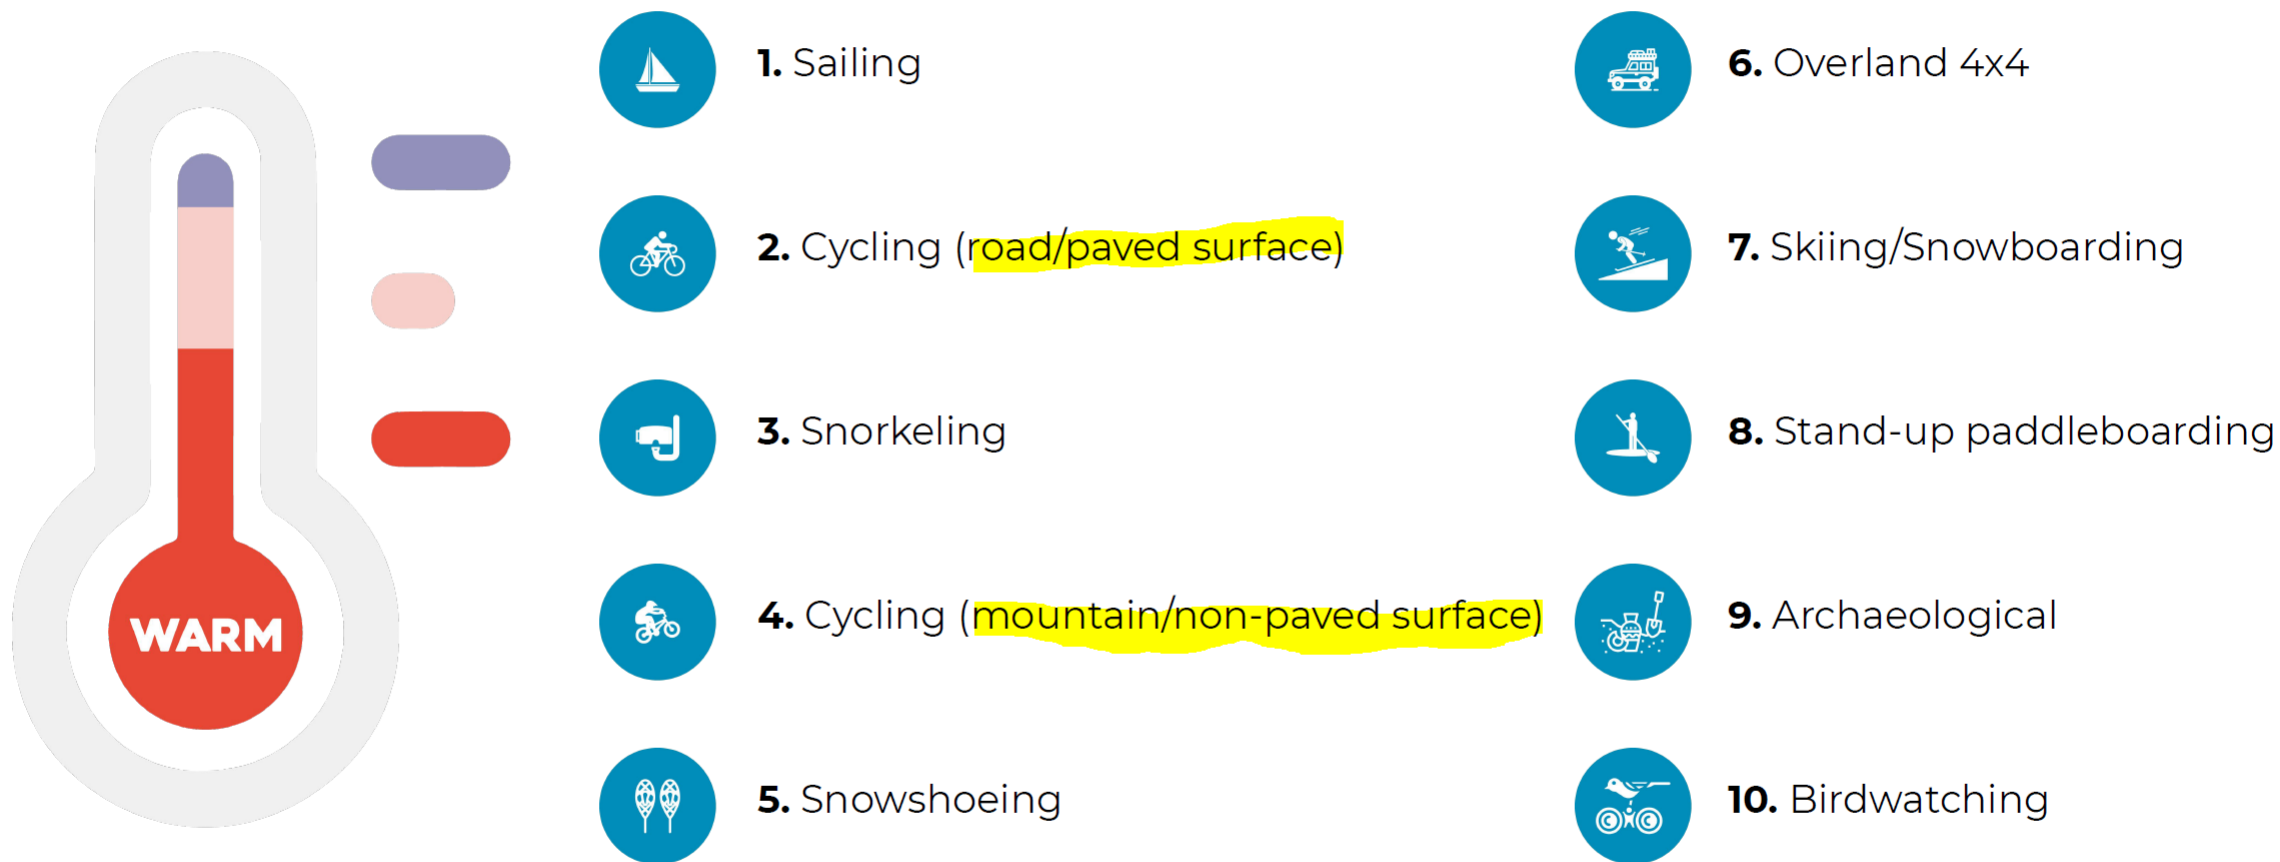 WARM
1. Sailing
2. Cycling (road/paved surface)
3. Snorkeling
4. Cycling (mountain/non-paved surface)
5. Snowshoeing
6. Overland 4x4
7. Skiing/Snowboarding
8. Stand-up paddleboarding
9. Archaeological
10. Birdwatching